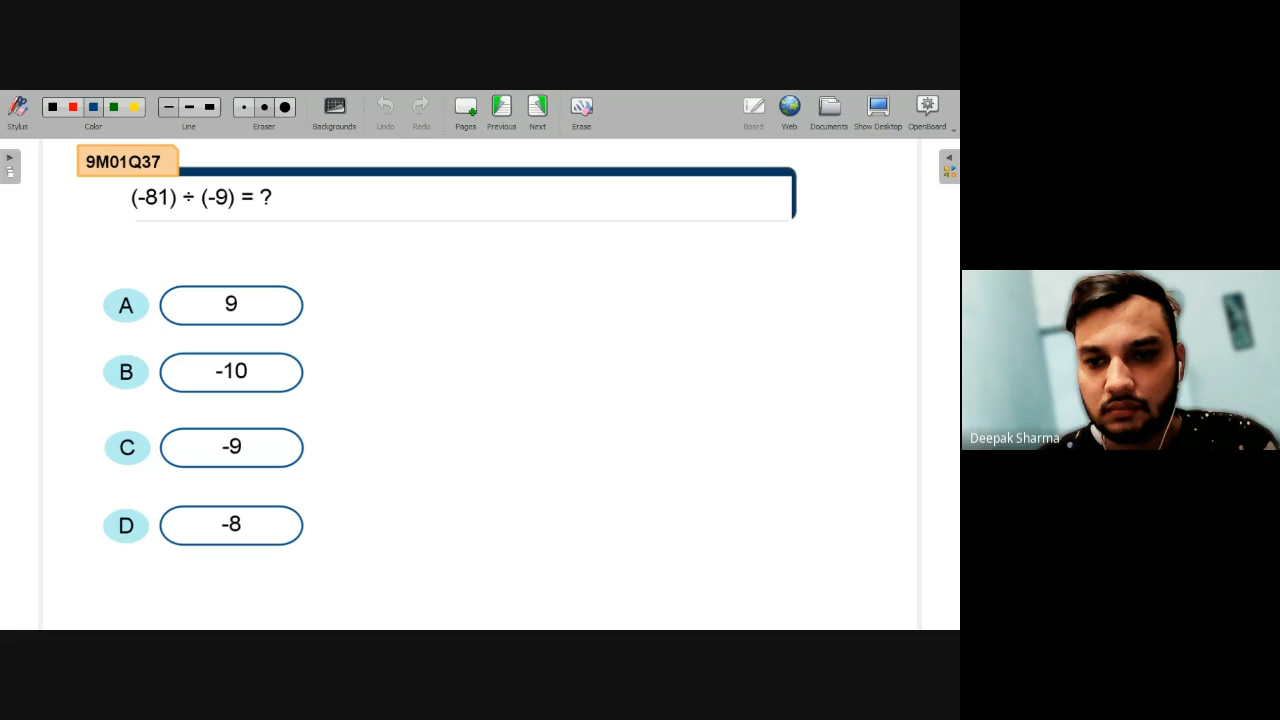 Stylus
Color
Line
Eraser
Backgrounds
Undo
Redo
Pages
Previous
Next
Erase
Board
Web
Documents
Show Desktop
OpenBoard
9M01Q37
(-81) ÷ (-9) = ?
A 9
B -10
C -9
D -8
Deepak Sharma